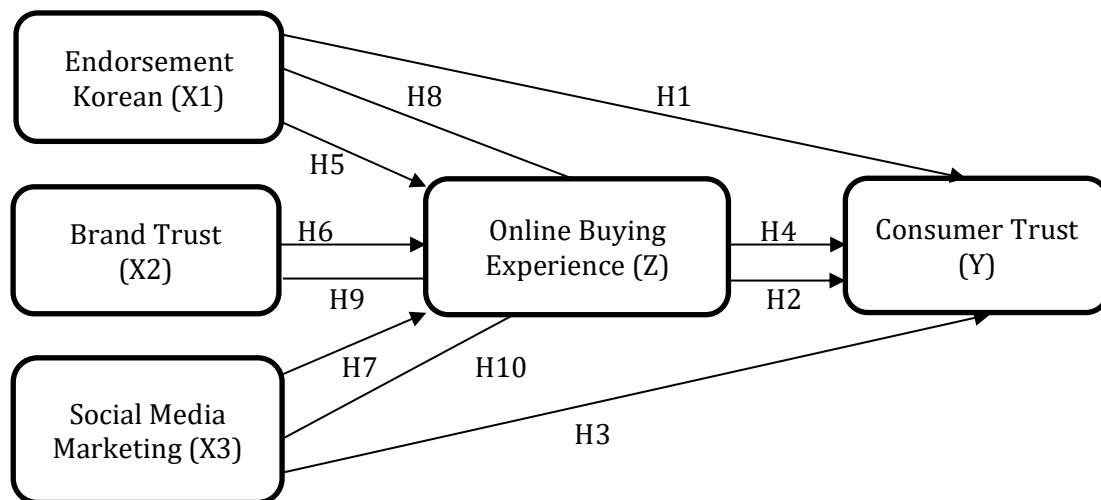 Endorsement
Korean (X1)
H8
H1
H5
Brand Trust
(X2)
H6
H9
Online Buying
Experience (Z)
H4
H2
Consumer Trust
(Y)
H7
H10
Social Media
Marketing (X3)
H3